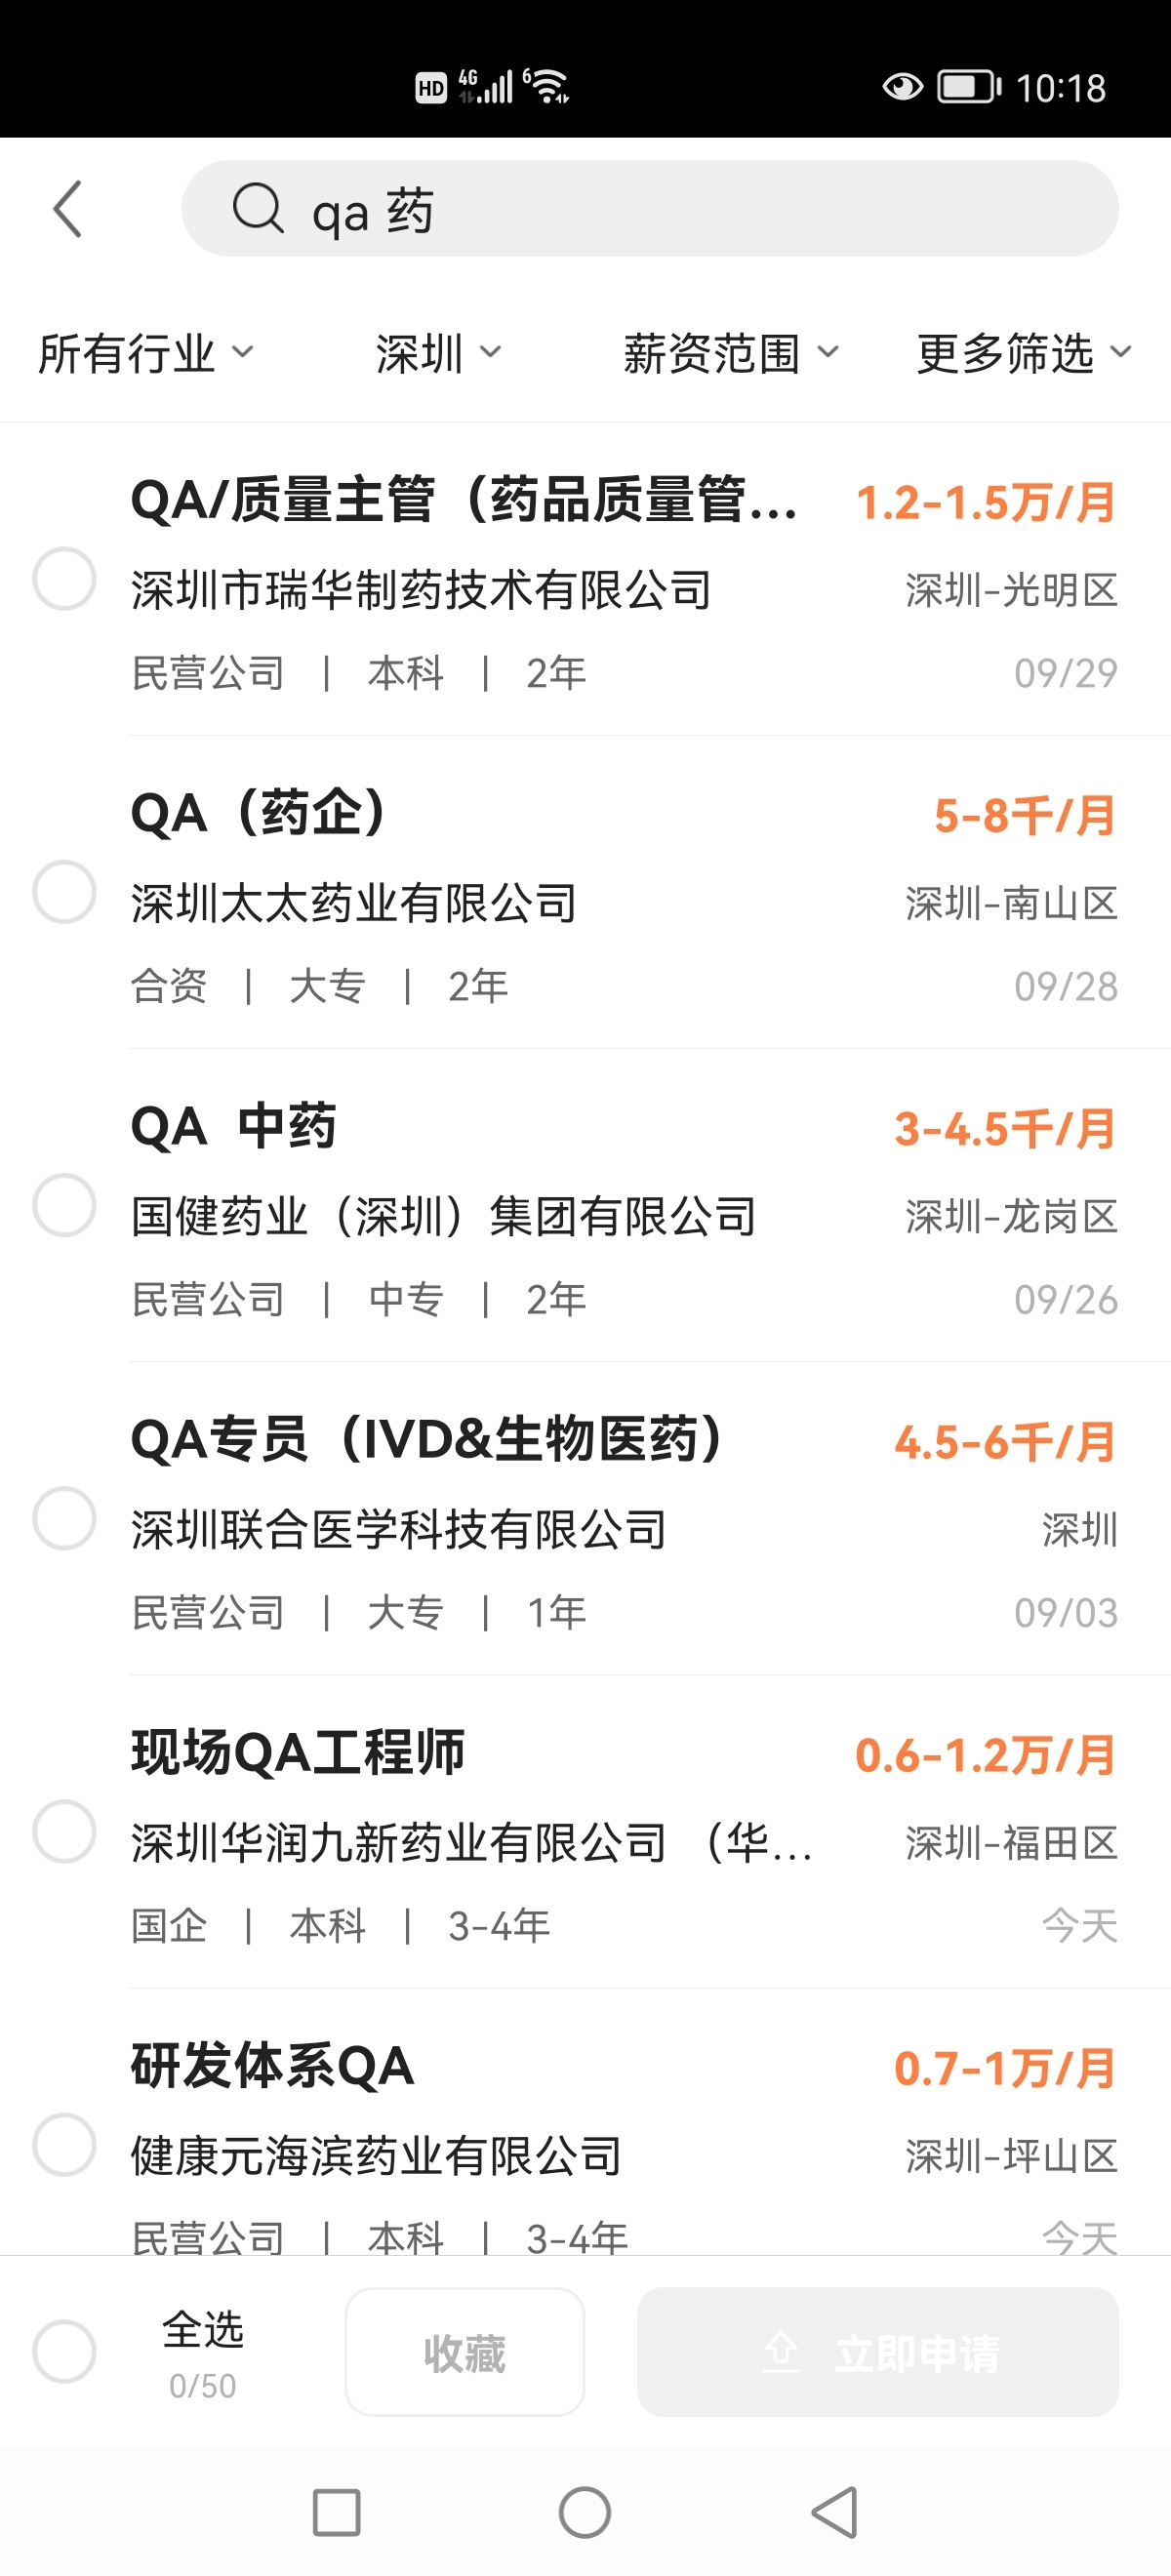 HD 4G 6 10:18
qa 药
所有行业 深圳 薪资范围 更多筛选
QA/质量主管（药品质量管... 1.2-1.5万/月
深圳市瑞华制药技术有限公司 深圳-光明区
民营公司 | 本科 | 2年 09/29
QA（药企） 5-8千/月
深圳太太药业有限公司 深圳-南山区
合资 | 大专 | 2年 09/28
QA 中药 3-4.5千/月
国健药业（深圳）集团有限公司 深圳-龙岗区
民营公司 | 中专 | 2年 09/26
QA专员（IVD&生物医药） 4.5-6千/月
深圳联合医学科技有限公司 深圳
民营公司 | 大专 | 1年 09/03
现场QA工程师 0.6-1.2万/月
深圳华润九新药业有限公司 （华... 深圳-福田区
国企 | 本科 | 3-4年 今天
研发体系QA 0.7-1万/月
健康元海滨药业有限公司 深圳-坪山区
民营公司 | 本科 | 3-4年 今天
全选 收藏 立即申请
0/50